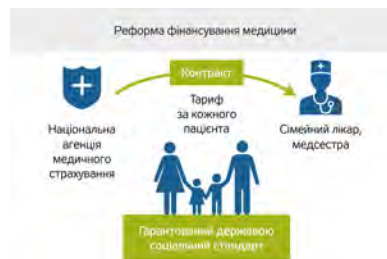 Реформа фінансування медицини
Контракт
Тариф
за кожного
пацієнта
Національна
агенція
медичного
страхування
Сімейний лікар,
медсестра
Гарантований державою
соціальний стандарт